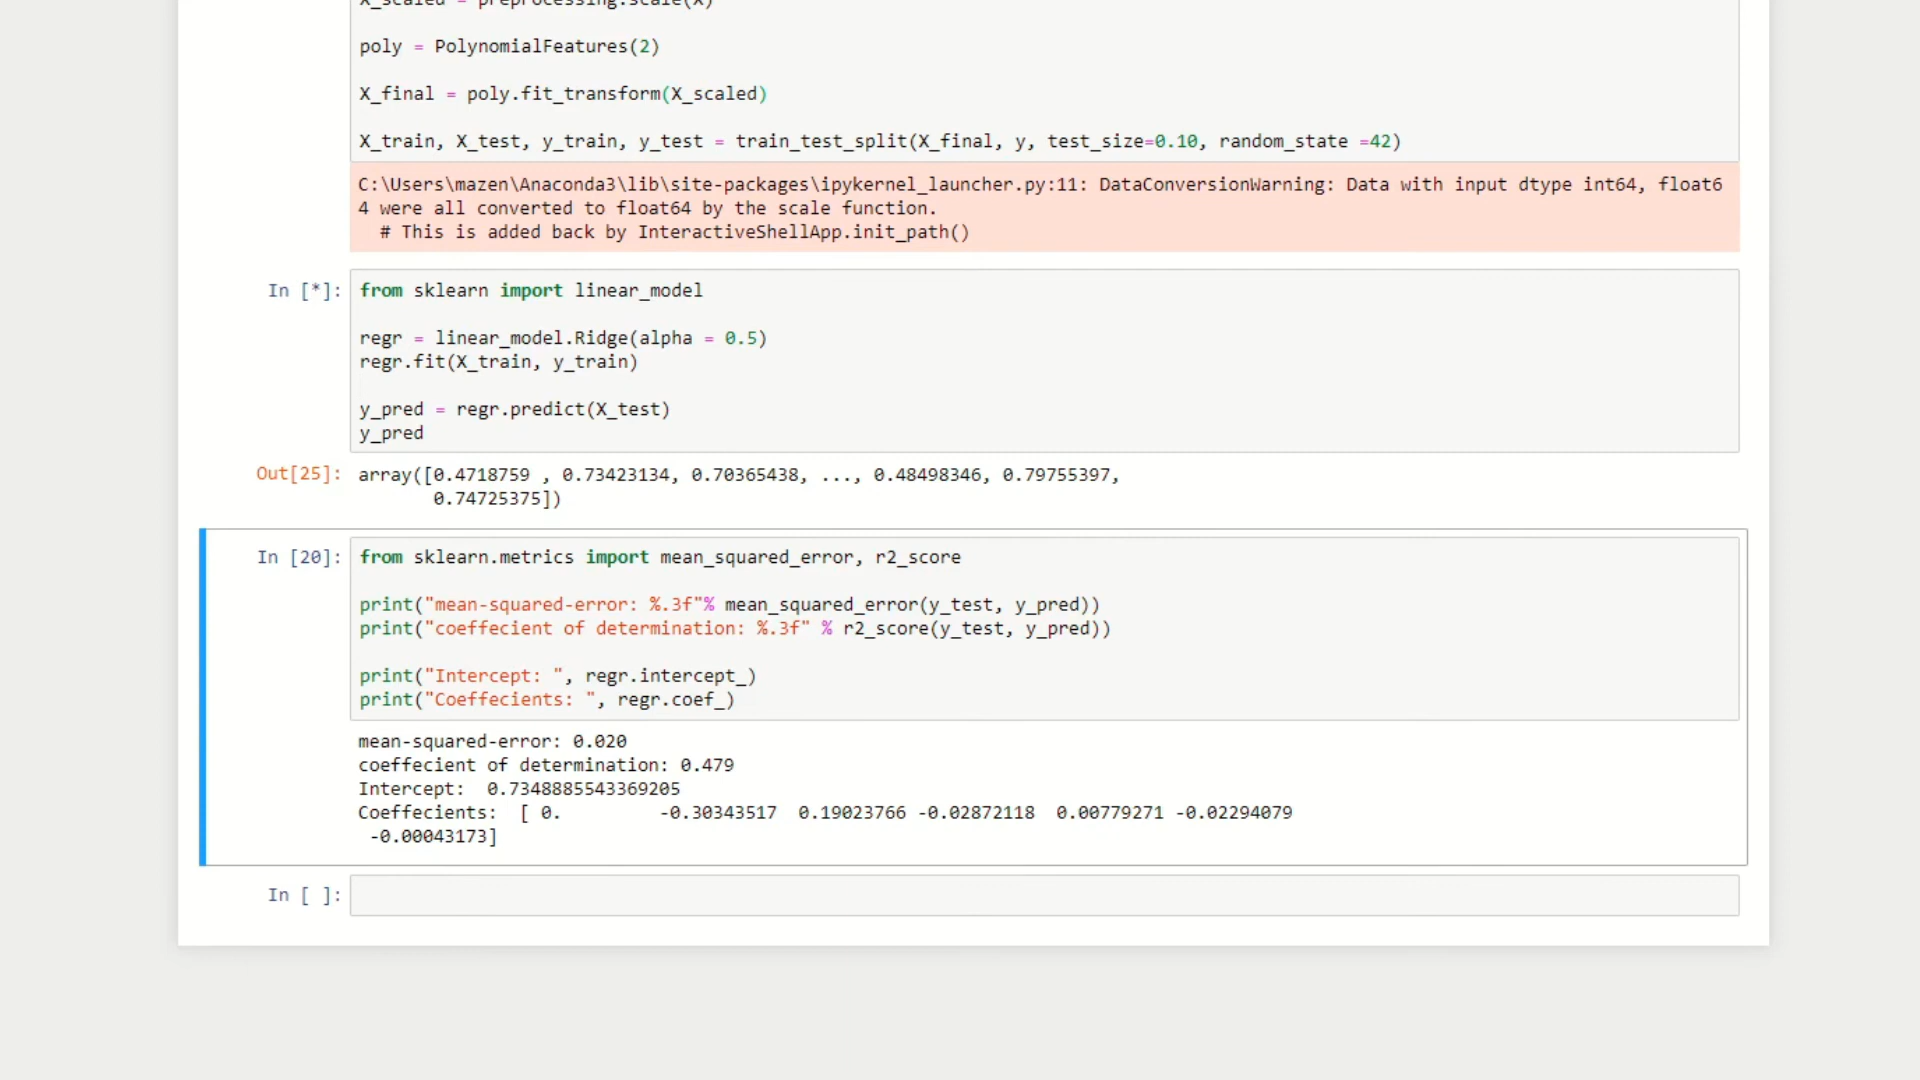 X_scaled = preprocessing.scale(X)
poly = PolynomialFeatures(2)
X_final = poly.fit_transform(X_scaled)
X_train, X_test, y_train, y_test = train_test_split(X_final, y, test_size=0.10, random_state =42)
C:\Users\mazen\Anaconda3\lib\site-packages\ipykernel_launcher.py:11: DataConversionWarning: Data with input dtype int64, float6
4 were all converted to float64 by the scale function.
# This is added back by InteractiveShellApp.init_path()
In [*]: from sklearn import linear_model
regr = linear_model.Ridge(alpha = 0.5)
regr.fit(X_train, y_train)
y_pred = regr.predict(X_test)
y_pred
Out[25]: array([0.4718759 , 0.73423134, 0.70365438, ..., 0.48498346, 0.79755397,
0.74725375])
In [20]: from sklearn.metrics import mean_squared_error, r2_score
print("mean-squared-error: %.3f"% mean_squared_error(y_test, y_pred))
print("coeffecient of determination: %.3f" % r2_score(y_test, y_pred))
print("Intercept: ", regr.intercept_)
print("Coeffecients: ", regr.coef_)
mean-squared-error: 0.020
coeffecient of determination: 0.479
Intercept:  0.7348885543369205
Coeffecients:  [ 0.         -0.30343517  0.19023766 -0.02872118  0.00779271 -0.02294079
-0.00043173]
In [ ]: